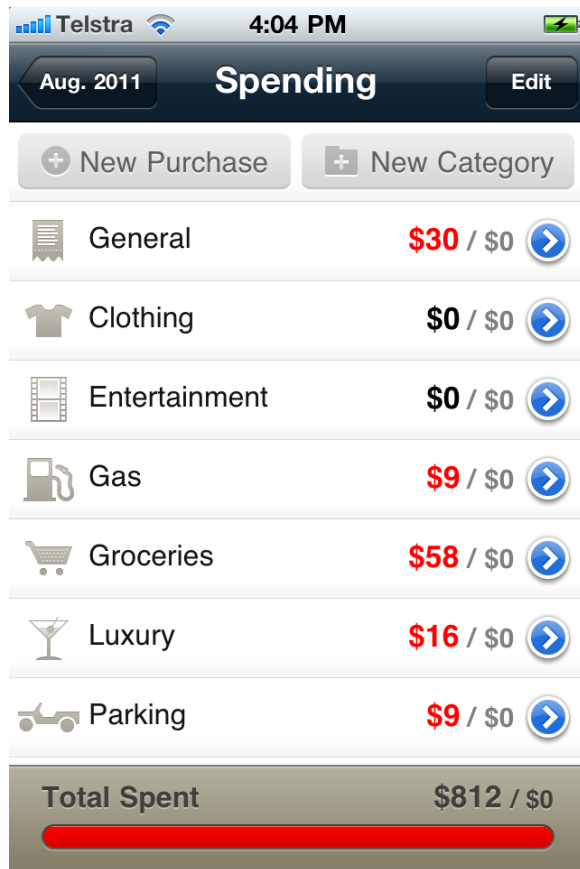 Telstra 4:04 PM
Aug. 2011 Spending Edit
New Purchase New Category
General $30 / $0
Clothing $0 / $0
Entertainment $0 / $0
Gas $9 / $0
Groceries $58 / $0
Luxury $16 / $0
Parking $9 / $0
Total Spent $812 / $0